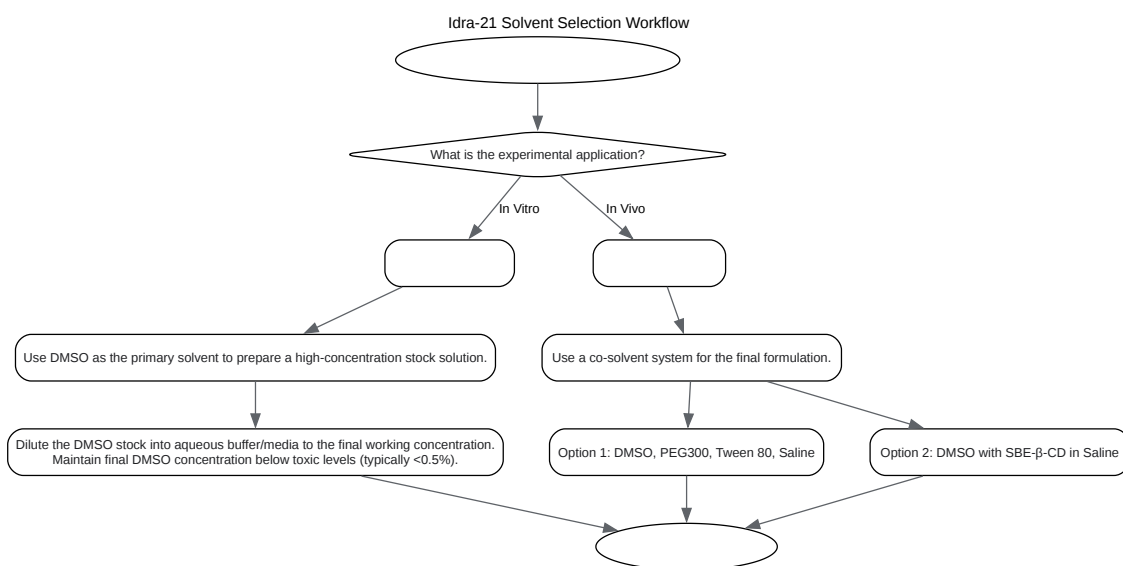 Idra-21 Solvent Selection Workflow
What is the experimental application?
In Vitro
In Vivo
Use DMSO as the primary solvent to prepare a high-concentration stock solution.
Use a co-solvent system for the final formulation.
Dilute the DMSO stock into aqueous buffer/media to the final working concentration.
Maintain final DMSO concentration below toxic levels (typically <0.5%).
Option 1: DMSO, PEG300, Tween 80, Saline
Option 2: DMSO with SBE-β-CD in Saline